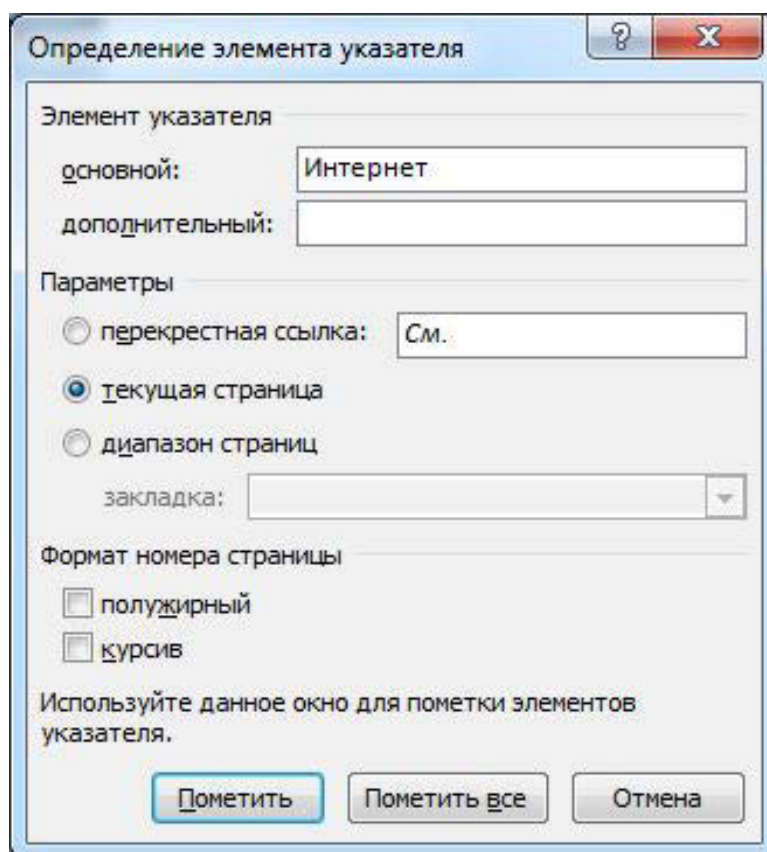 Определение элемента указателя
Элемент указателя
основной: Интернет
дополнительный:
Параметры
перекрестная ссылка: См.
текущая страница
диапазон страниц
закладка:
Формат номера страницы
полужирный
курсив
Используйте данное окно для пометки элементов
указателя.
Пометить Пометить все Отмена